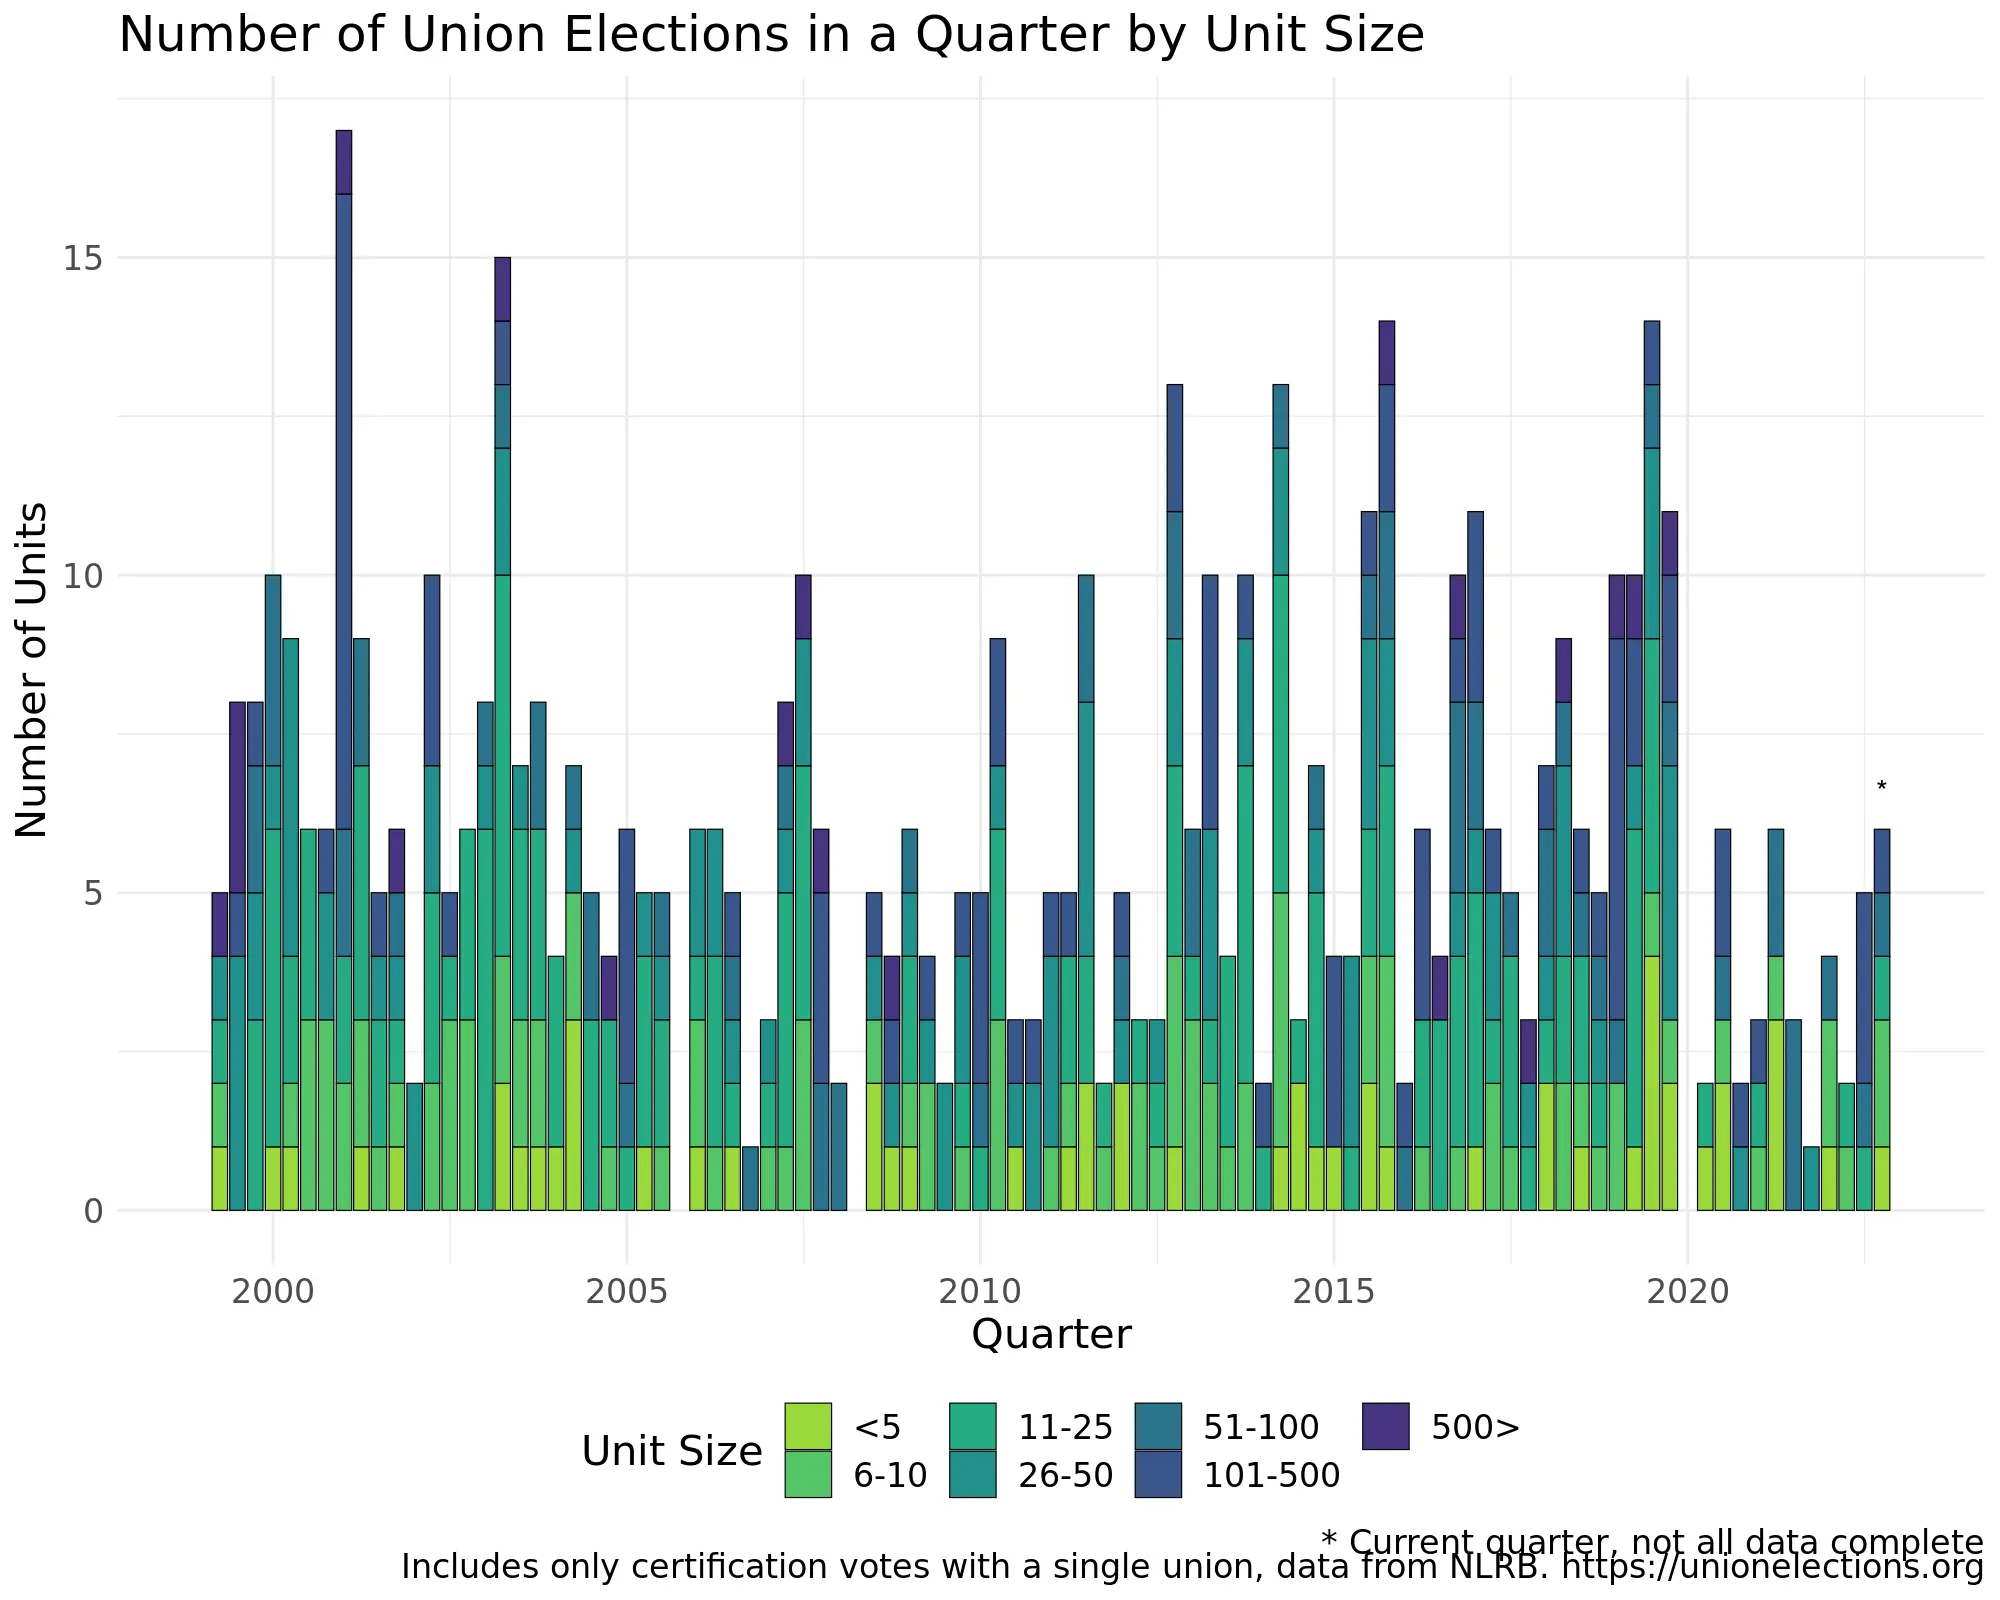 Number of Union Elections in a Quarter by Unit Size
Number of Units
15
10
5
0
*
2000 2005 2010 2015 2020
Quarter
Unit Size
<5 11-25 51-100 500>
6-10 26-50 101-500
* Current quarter, not all data complete
Includes only certification votes with a single union, data from NLRB. https://unionelections.org